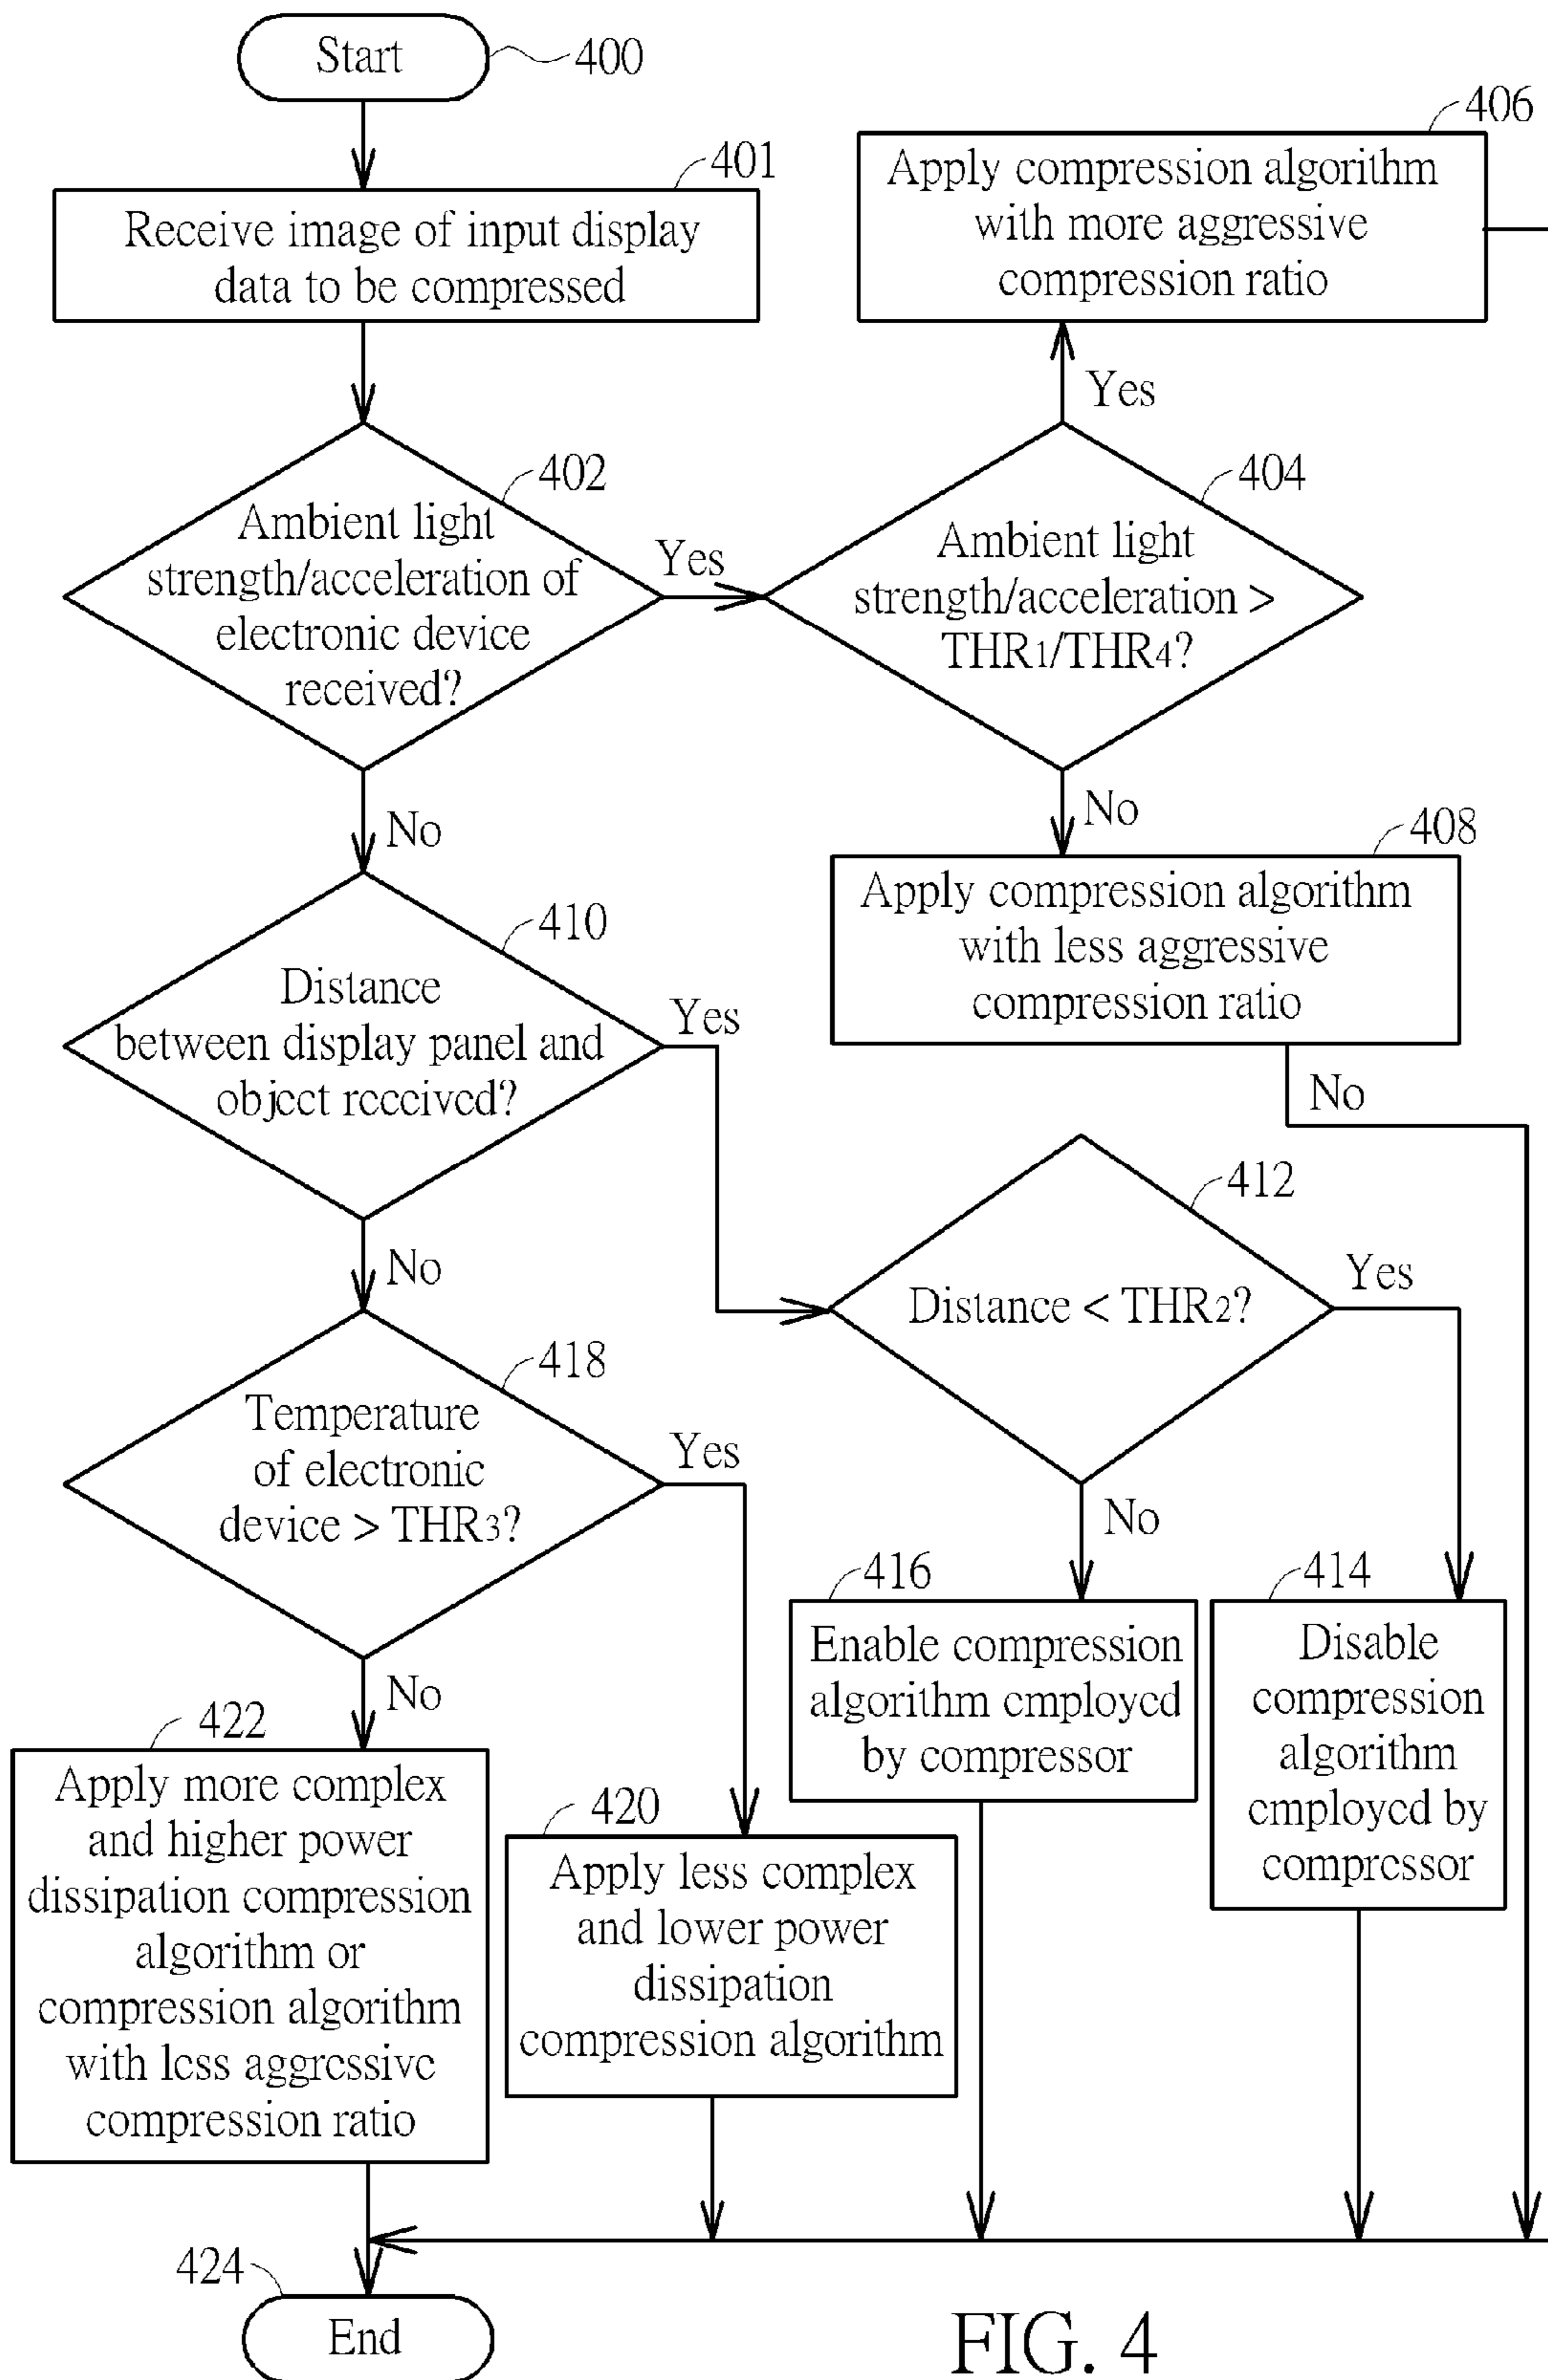 Start
400
401
Receive image of input display
data to be compressed
406
Apply compression algorithm
with more aggressive
compression ratio
Yes
402
Ambient light
strength/acceleration of
electronic device
received?
Yes
404
Ambient light
strength/acceleration >
THR1/THR4?
No
No
408
Apply compression algorithm
with less aggressive
compression ratio
No
410
Distance
between display panel and
object received?
Yes
412
Distance < THR2?
Yes
No
No
418
Temperature
of electronic
device > THR3?
Yes
416
Enable compression
algorithm employed
by compressor
414
Disable
compression
algorithm
employed by
compressor
No
422
Apply more complex
and higher power
dissipation compression
algorithm or
compression algorithm
with less aggressive
compression ratio
420
Apply less complex
and lower power
dissipation
compression algorithm
424
End
FIG. 4